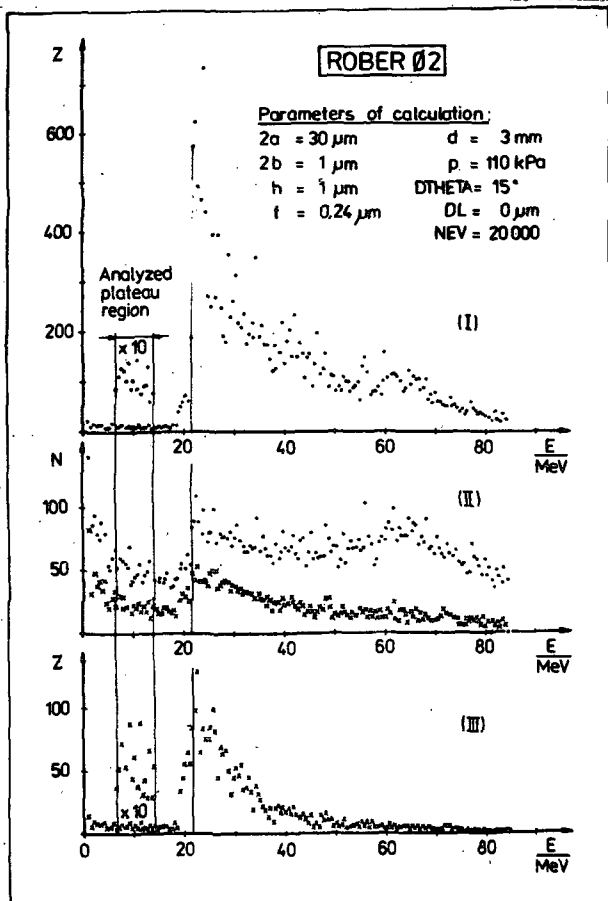 ROBER Ø2
Parameters of calculation:
2a = 30 µm
d = 3 mm
2b = 1 µm
p = 110 kPa
h = 1 µm
DTHETA = 15°
t = 0,24 µm
DL = 0 µm
NEV = 20000
Z
600
400
200
Analyzed
plateau
region
x 10
(I)
20 40 60 80 E/MeV
N
100
50
(II)
20 40 60 80 E/MeV
Z
100
50
x 10
(III)
0 20 40 60 80 E/MeV